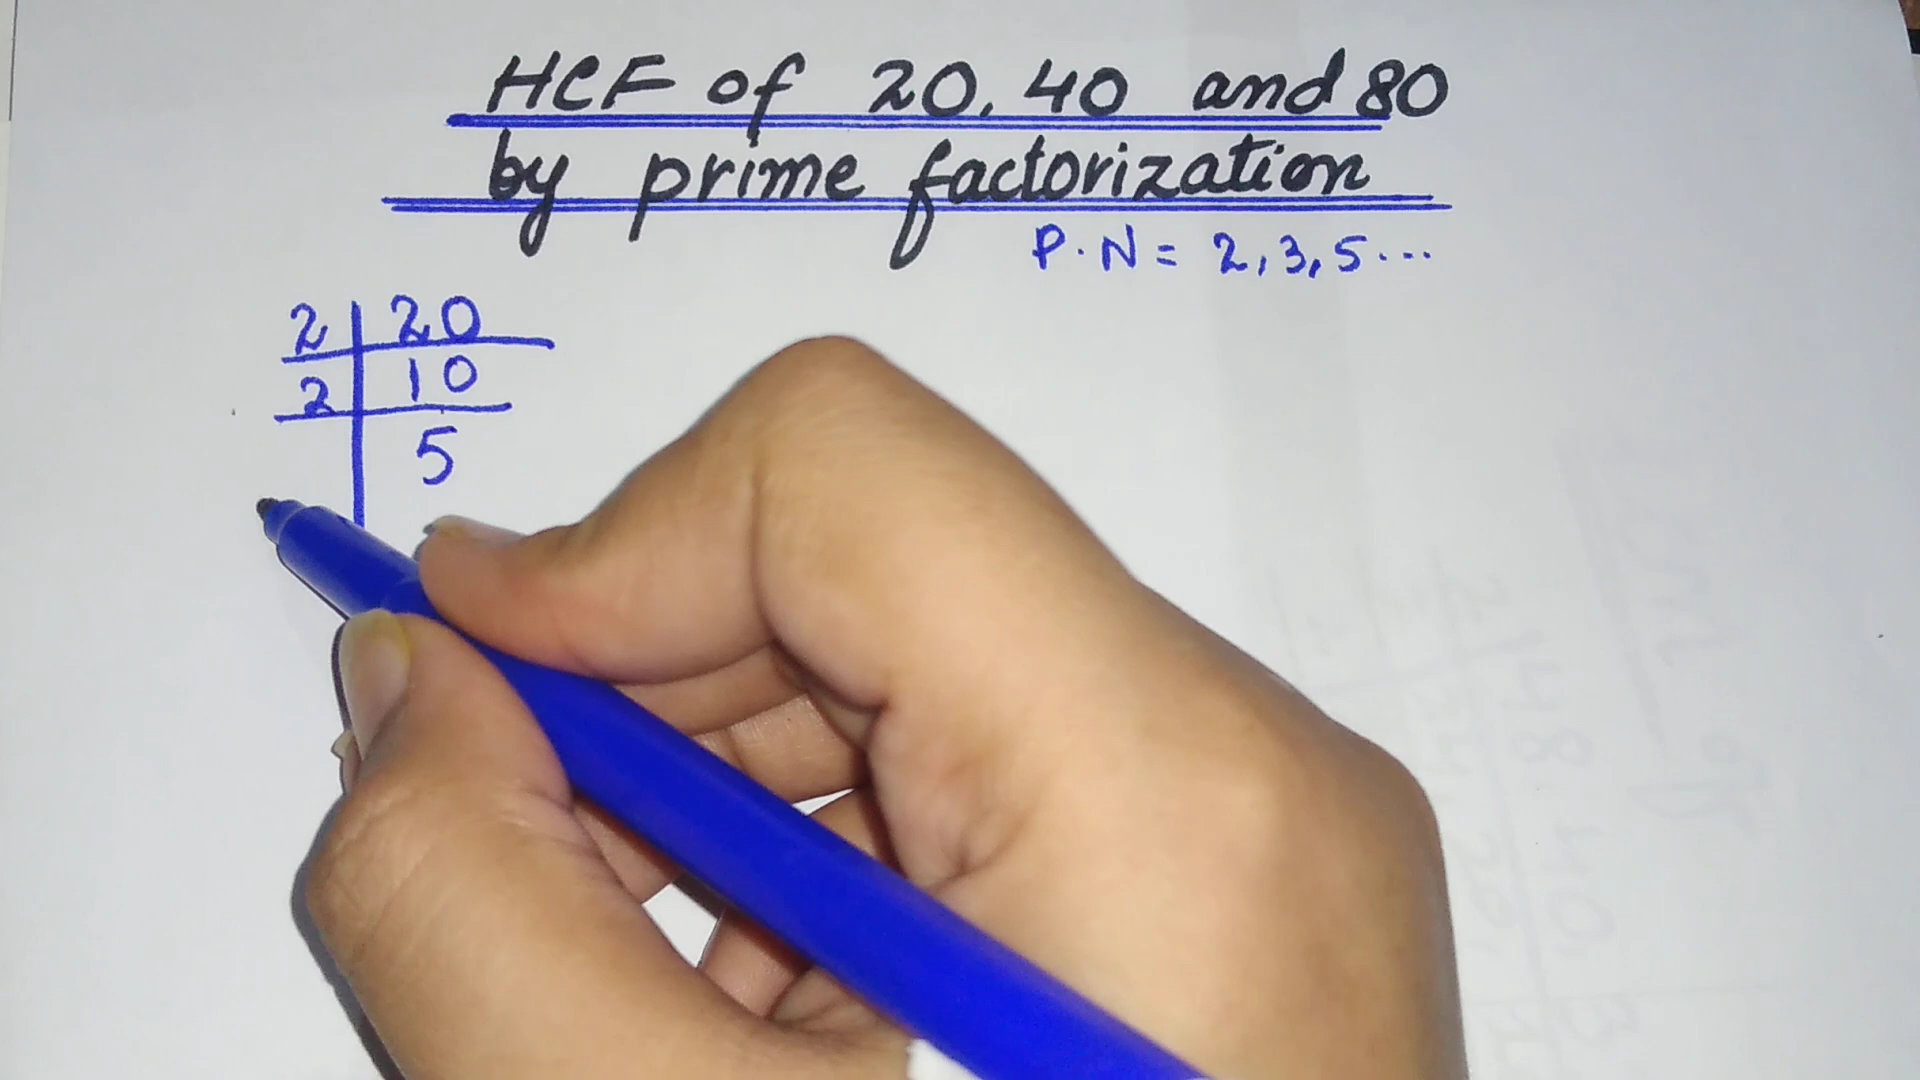 HCF of 20, 40 and 80
by prime factorization
P.N = 2, 3, 5...
2 20
2 10
5